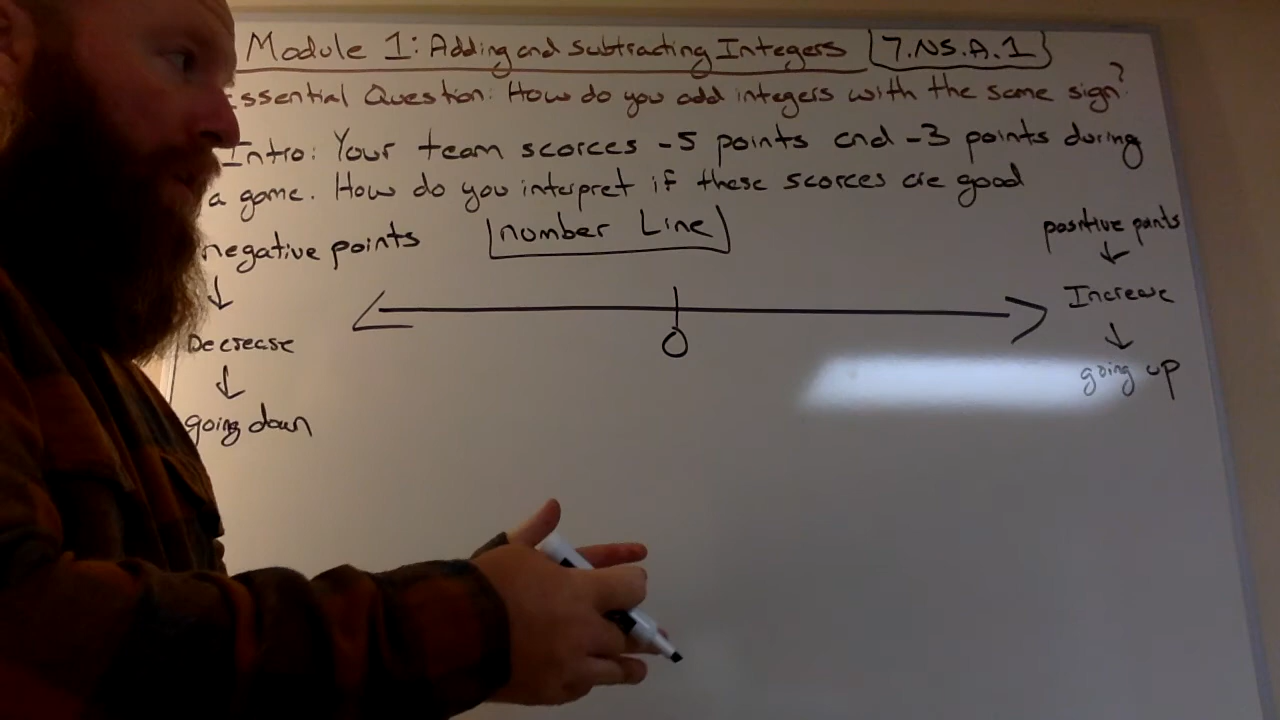 Module 1: Adding and Subtracting Integers 7.NS.A.1
Essential Question: How do you add integers with the same sign?
Intro: Your team scorces -5 points and -3 points during
a game. How do you interpret if these scorces are good
negative points
number Line
positive points
Decrease
Increase
0
going down
going up